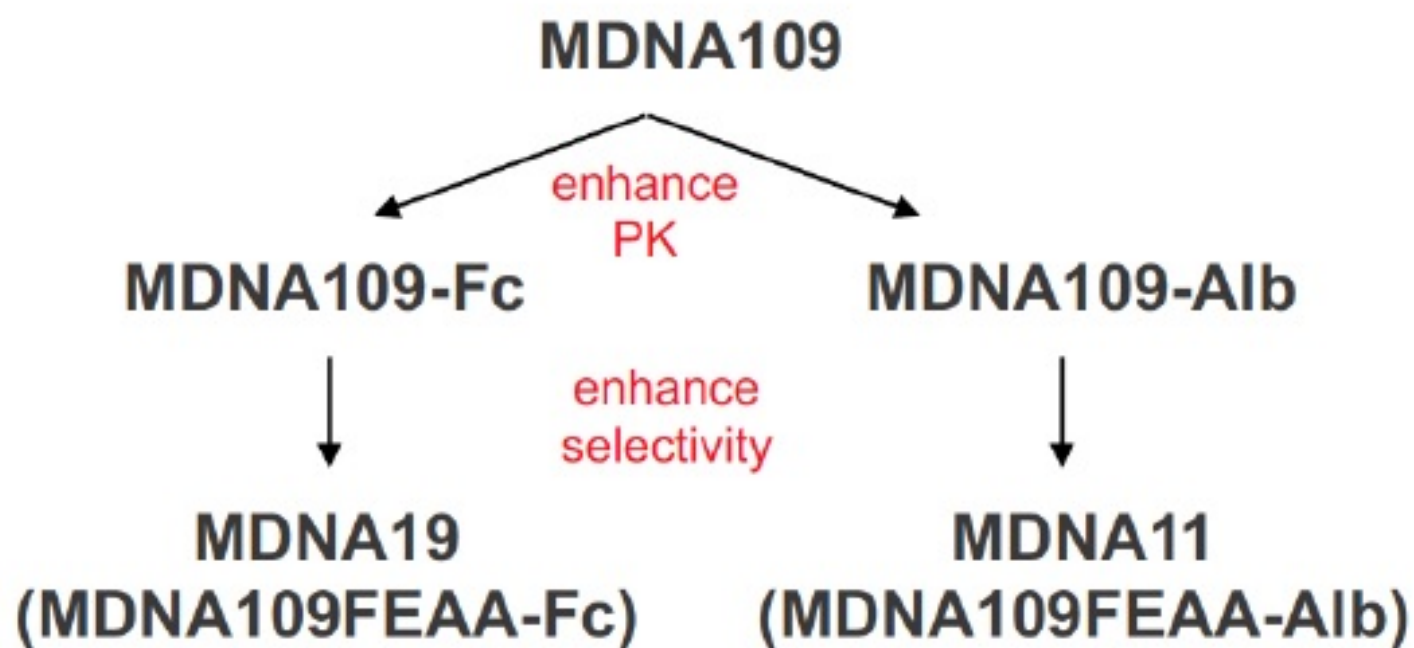 MDNA109
enhance
PK
MDNA109-Fc
MDNA109-Alb
enhance
selectivity
MDNA19
(MDNA109FEAA-Fc)
MDNA11
(MDNA109FEAA-Alb)